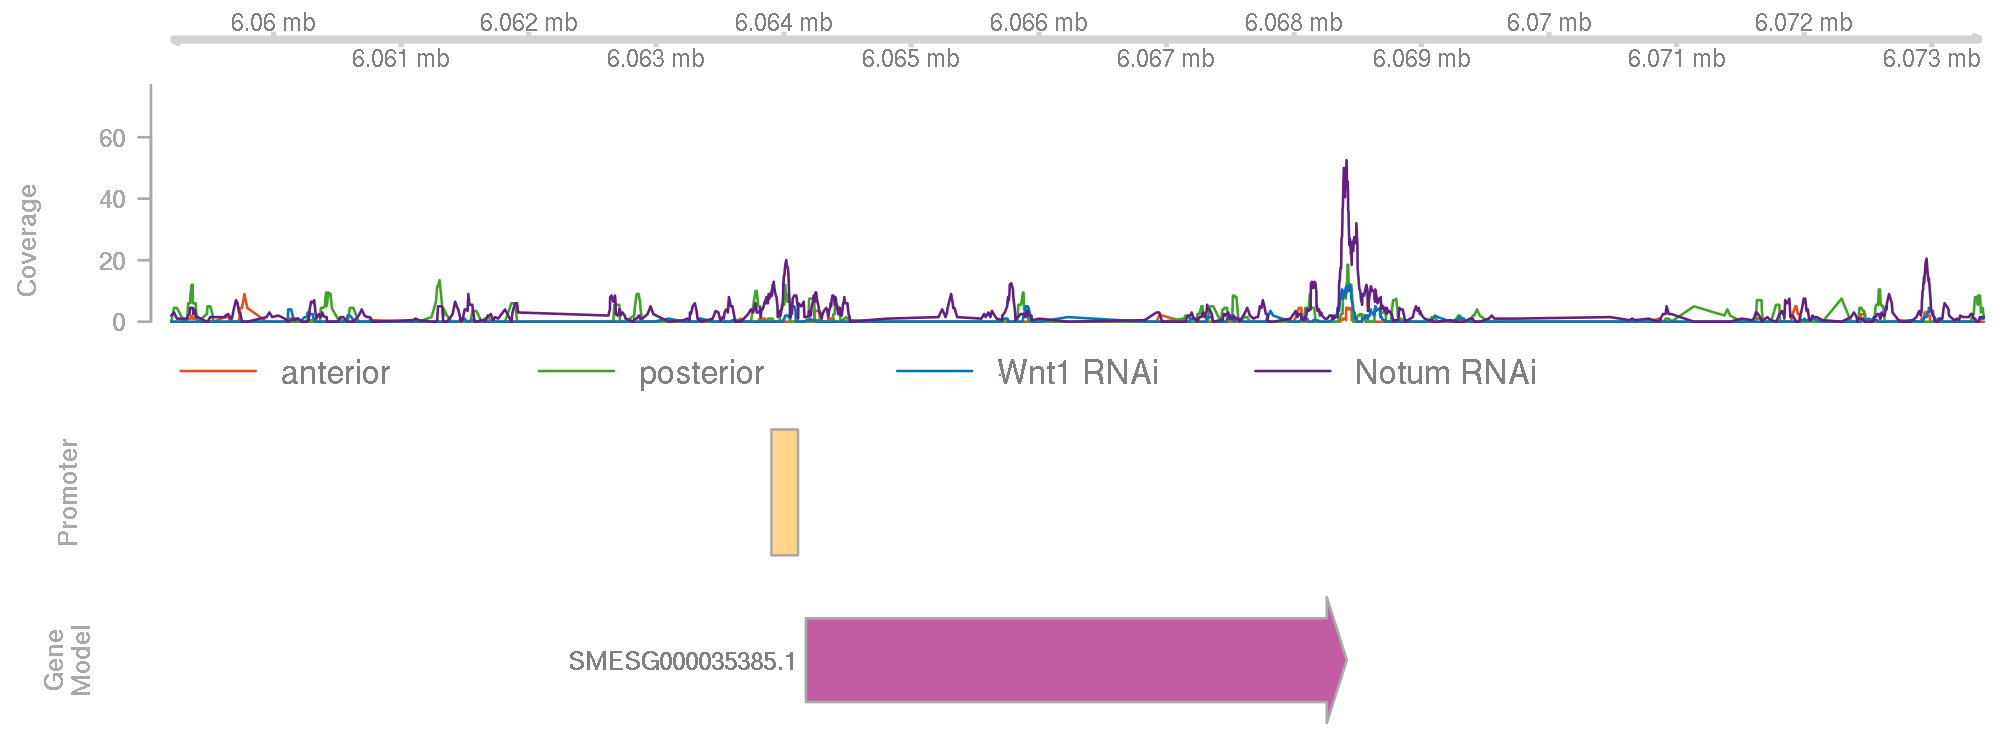 6.06 mb 6.062 mb 6.064 mb 6.066 mb 6.068 mb 6.07 mb 6.072 mb
6.061 mb 6.063 mb 6.065 mb 6.067 mb 6.069 mb 6.071 mb 6.073 mb
Coverage
60
40
20
0
anterior posterior Wnt1 RNAi Notum RNAi
Promoter
0
Gene
Model
SMESG000035385.1